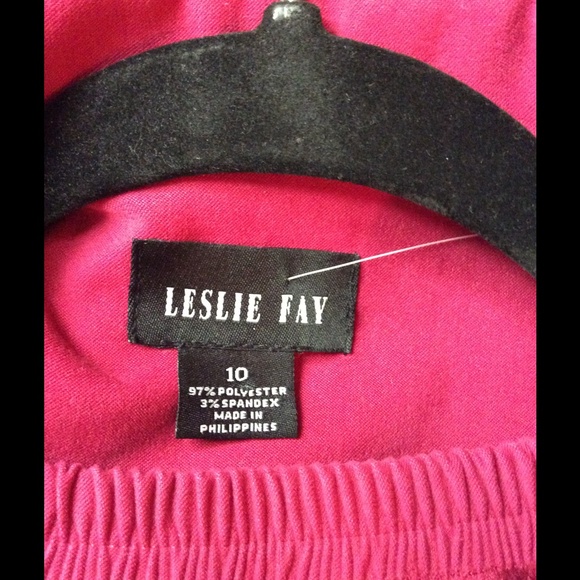 LESLIE FAY
10
97% POLYESTER
3% SPANDEX
MADE IN
PHILIPPINES